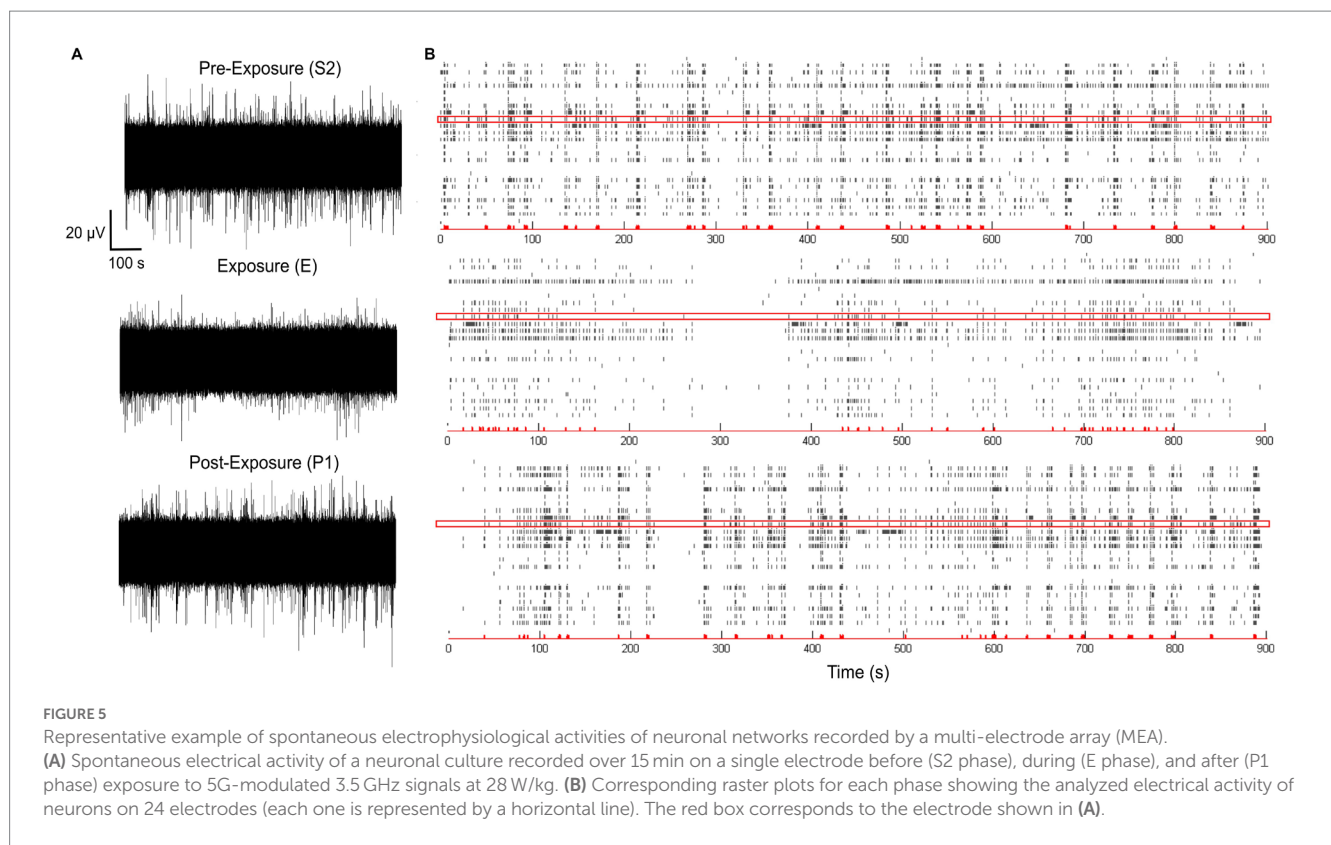 A
B
Pre-Exposure (S2)
20 µV
100 s
0 100 200 300 400 500 600 700 800 900
Exposure (E)
0 100 200 300 400 500 600 700 800 900
Post-Exposure (P1)
0 100 200 300 400 500 600 700 800 900
Time (s)
FIGURE 5
Representative example of spontaneous electrophysiological activities of neuronal networks recorded by a multi-electrode array (MEA).
(A) Spontaneous electrical activity of a neuronal culture recorded over 15 min on a single electrode before (S2 phase), during (E phase), and after (P1
phase) exposure to 5G-modulated 3.5 GHz signals at 28 W/kg. (B) Corresponding raster plots for each phase showing the analyzed electrical activity of
neurons on 24 electrodes (each one is represented by a horizontal line). The red box corresponds to the electrode shown in (A).